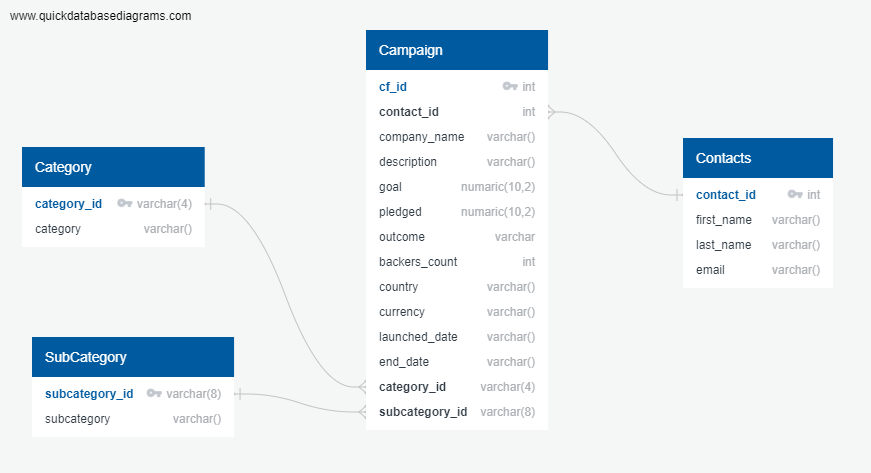 www.quickdatabasediagrams.com
Campaign
cf_id int
contact_id int
company_name varchar()
description varchar()
goal numaric(10,2)
pledged numaric(10,2)
outcome varchar
backers_count int
country varchar()
currency varchar()
launched_date varchar()
end_date varchar()
category_id varchar(4)
subcategory_id varchar(8)
Category
category_id varchar(4)
category varchar()
SubCategory
subcategory_id varchar(8)
subcategory varchar()
Contacts
contact_id int
first_name varchar()
last_name varchar()
email varchar()